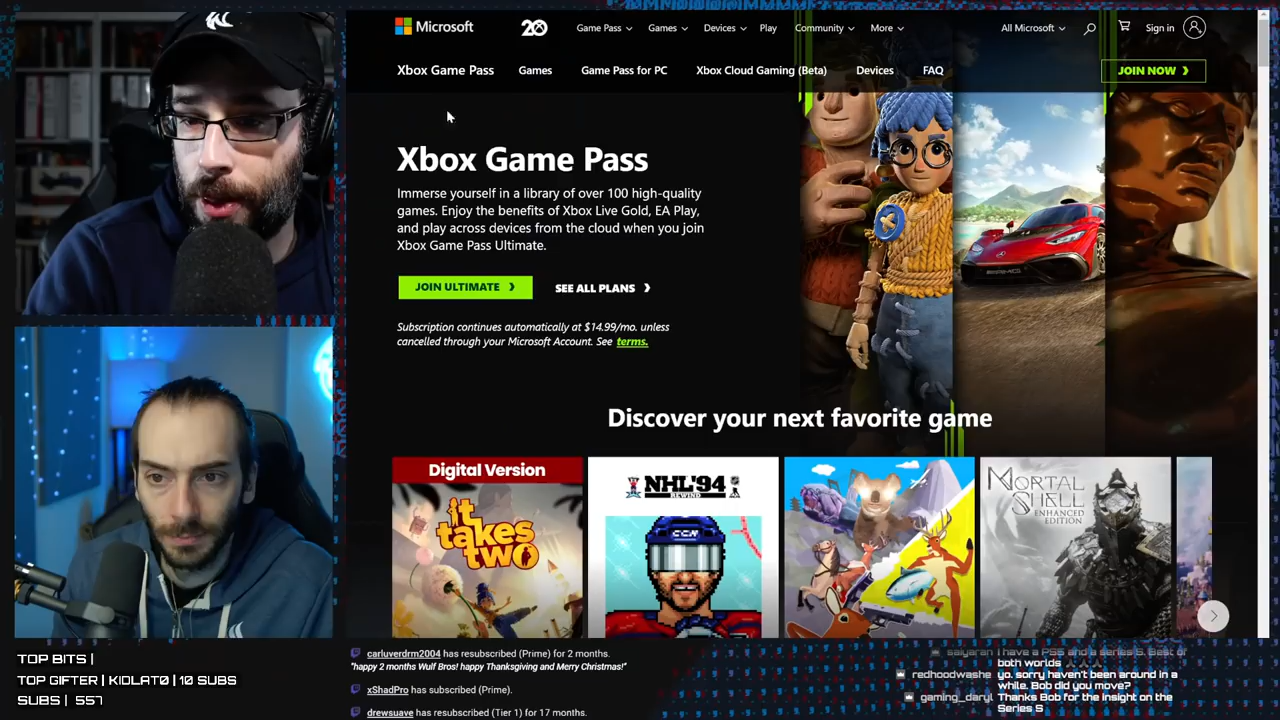 Microsoft
20
Game Pass
Games
Devices
Play
Community
More
All Microsoft
Sign in
Xbox Game Pass
Games
Game Pass for PC
Xbox Cloud Gaming (Beta)
Devices
FAQ
JOIN NOW
Xbox Game Pass
Immerse yourself in a library of over 100 high-quality
games. Enjoy the benefits of Xbox Live Gold, EA Play,
and play across devices from the cloud when you join
Xbox Game Pass Ultimate.
JOIN ULTIMATE
SEE ALL PLANS
Subscription continues automatically at $14.99/mo. unless
cancelled through your Microsoft Account. See terms.
Discover your next favorite game
Digital Version
it
takes
two
NHL'94
REWIND
CCM
MORTAL
SHELL
ENHANCED
EDITION
TOP BITS |
TOP GIFTER | KIDLAT0 | 10 SUBS
SUBS | 557
carluverdrm2004 has resubscribed (Prime) for 2 months.
"happy 2 months Wulf Bros! happy Thanksgiving and Merry Christmas!"
xShadPro has subscribed (Prime).
drewsuave has resubscribed (Tier 1) for 17 months.
saiyaran I have a PS5 and a series S. Best of
both worlds
redhoodwashe yo. sorry haven't been around in a
while. Bob did you move?
gaming_daryl Thanks Bob for the insight on the
Series S